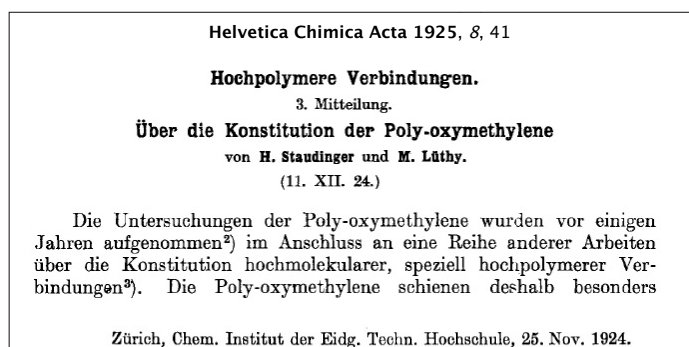 Helvetica Chimica Acta 1925, 8, 41
Hochpolymere Verbindungen.
3. Mitteilung.
Über die Konstitution der Poly-oxymethylene
von H. Staudinger und M. Lüthy.
(11. XII. 24.)
Die Untersuchungen der Poly-oxymethylene wurden vor einigen
Jahren aufgenommen²) im Anschluss an eine Reihe anderer Arbeiten
über die Konstitution hochmolekularer, speziell hochpolymerer Ver-
bindungen³). Die Poly-oxymethylene schienen deshalb besonders
Zürich, Chem. Institut der Eidg. Techn. Hochschule, 25. Nov. 1924.